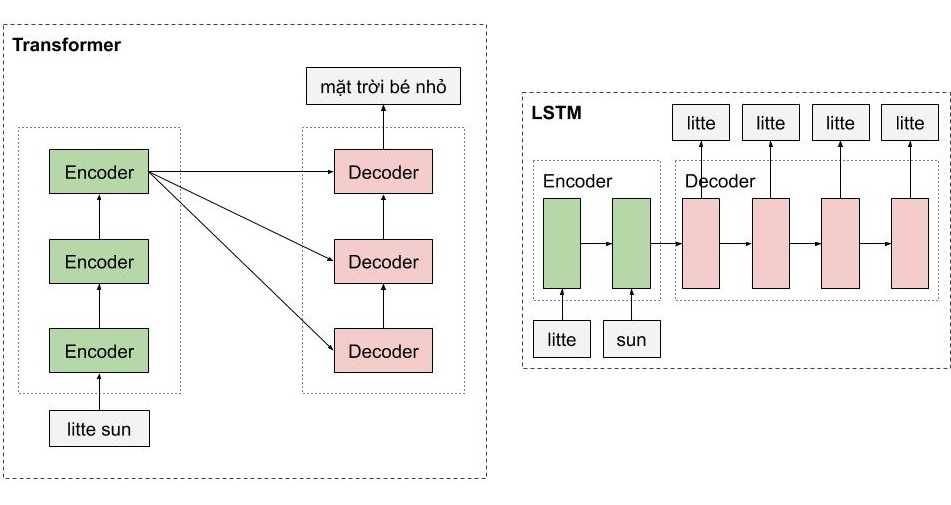 Transformer
mặt trời bé nhỏ
Encoder
Decoder
Encoder
Decoder
Encoder
Decoder
litte sun
LSTM
litte
litte
litte
litte
Encoder
Decoder
litte
sun